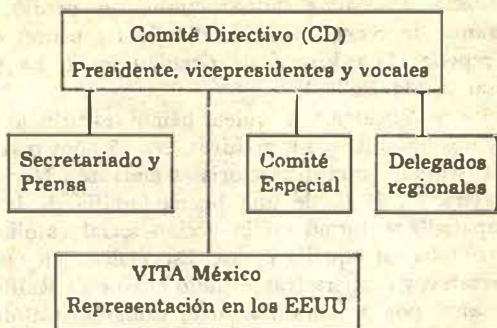 Comité Directivo (CD)
Presidente, vicepresidentes y vocales
Secretariado y
Prensa
Comité
Especial
Delegados
regionales
VITA México
Representación en los EEUU